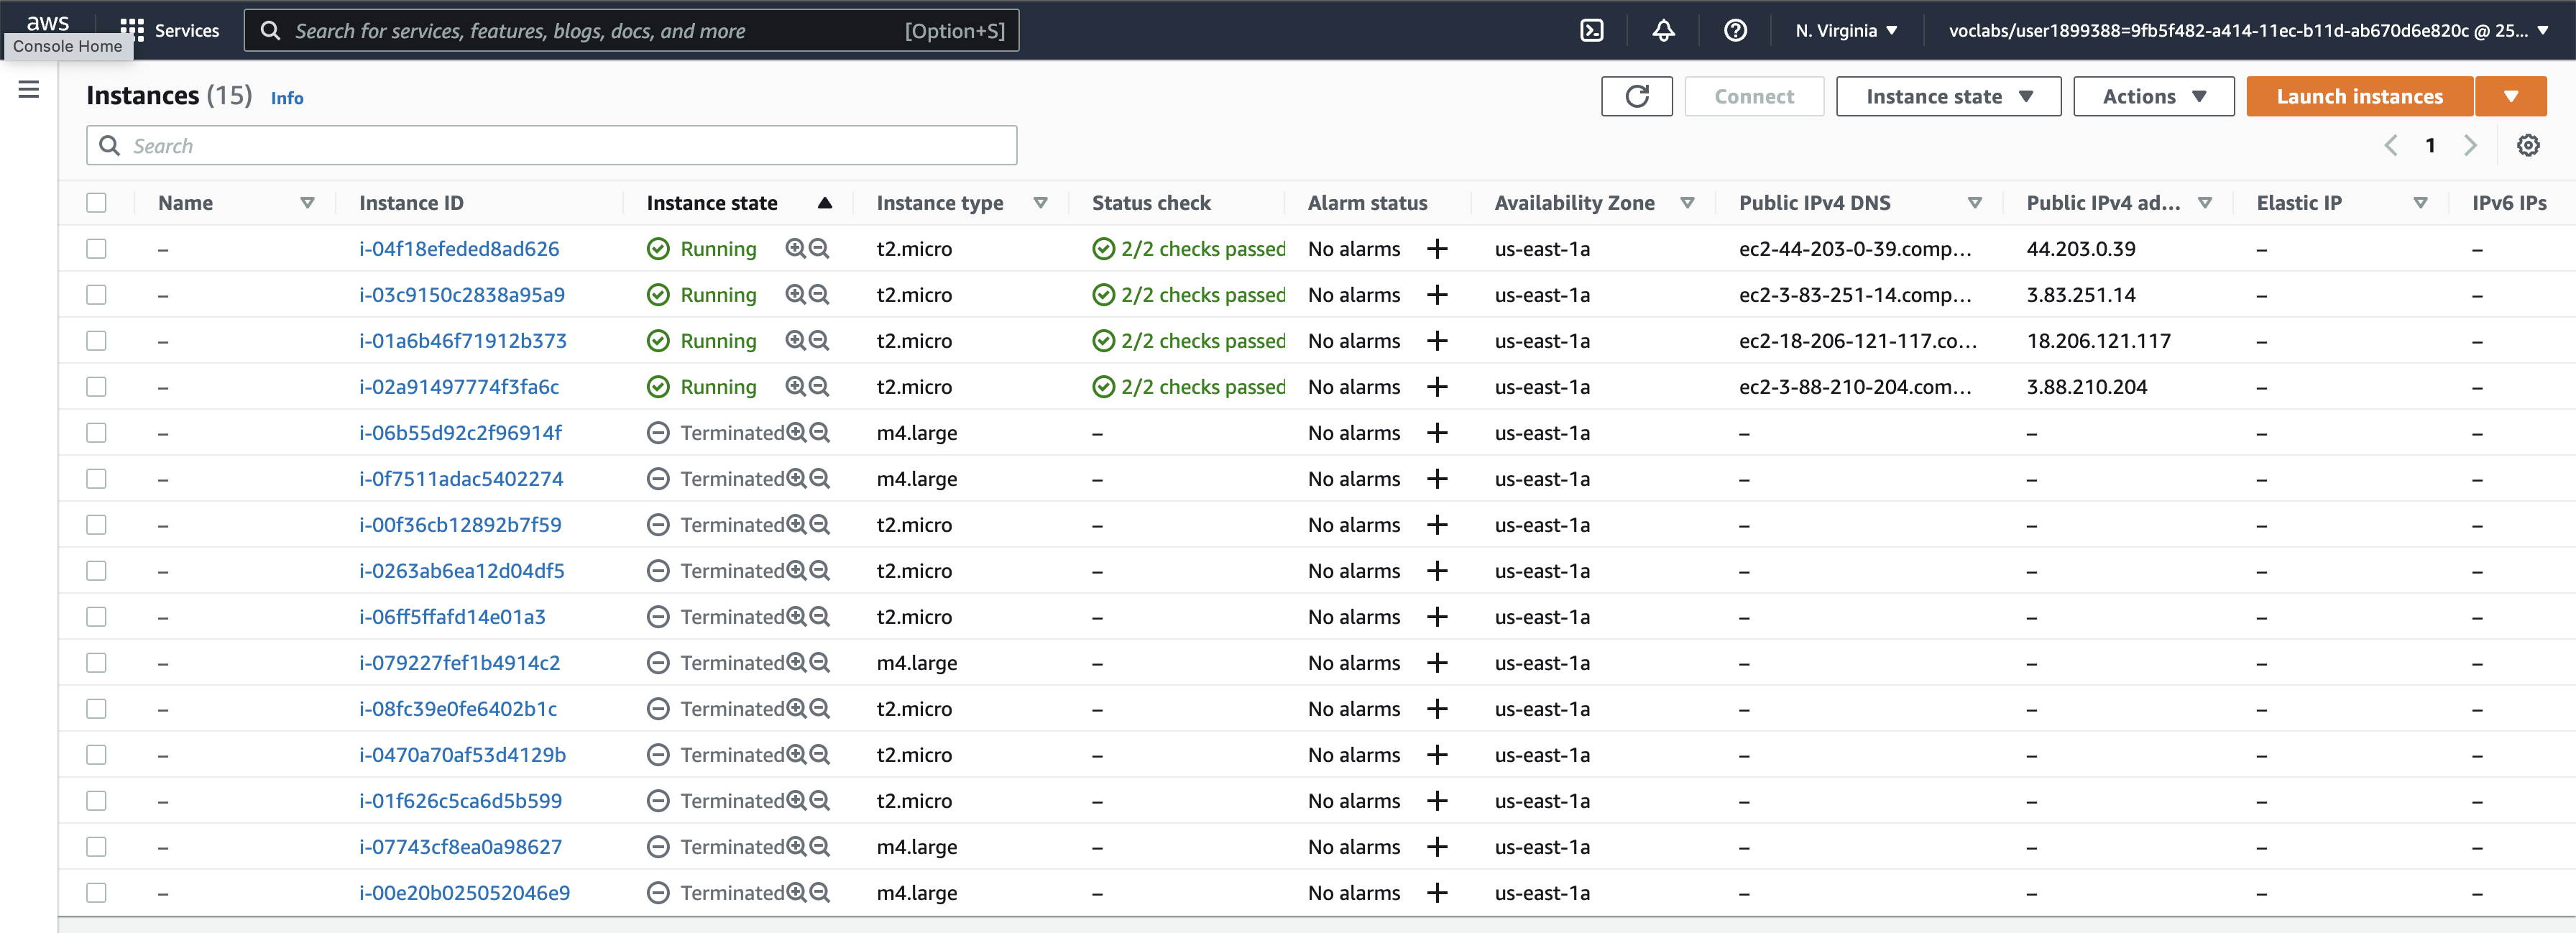 aws
Console Home
Services
Search for services, features, blogs, docs, and more [Option+S]
N. Virginia
voclabs/user1899388=9fb5f482-a414-11ec-b11d-ab670d6e820c @ 25...
Instances (15) Info
Connect Instance state Actions Launch instances
Search
1
Name Instance ID Instance state Instance type Status check Alarm status Availability Zone Public IPv4 DNS Public IPv4 ad... Elastic IP IPv6 IPs
– i-04f18efeded8ad626 Running t2.micro 2/2 checks passed No alarms + us-east-1a ec2-44-203-0-39.comp... 44.203.0.39 – –
– i-03c9150c2838a95a9 Running t2.micro 2/2 checks passed No alarms + us-east-1a ec2-3-83-251-14.comp... 3.83.251.14 – –
– i-01a6b46f71912b373 Running t2.micro 2/2 checks passed No alarms + us-east-1a ec2-18-206-121-117.co... 18.206.121.117 – –
– i-02a91497774f3fa6c Running t2.micro 2/2 checks passed No alarms + us-east-1a ec2-3-88-210-204.com... 3.88.210.204 – –
– i-06b55d92c2f96914f Terminated m4.large – No alarms + us-east-1a – – – –
– i-0f7511adac5402274 Terminated m4.large – No alarms + us-east-1a – – – –
– i-00f36cb12892b7f59 Terminated t2.micro – No alarms + us-east-1a – – – –
– i-0263ab6ea12d04df5 Terminated t2.micro – No alarms + us-east-1a – – – –
– i-06ff5ffafd14e01a3 Terminated t2.micro – No alarms + us-east-1a – – – –
– i-079227fef1b4914c2 Terminated m4.large – No alarms + us-east-1a – – – –
– i-08fc39e0fe6402b1c Terminated t2.micro – No alarms + us-east-1a – – – –
– i-0470a70af53d4129b Terminated t2.micro – No alarms + us-east-1a – – – –
– i-01f626c5ca6d5b599 Terminated t2.micro – No alarms + us-east-1a – – – –
– i-07743cf8ea0a98627 Terminated m4.large – No alarms + us-east-1a – – – –
– i-00e20b025052046e9 Terminated m4.large – No alarms + us-east-1a – – – –